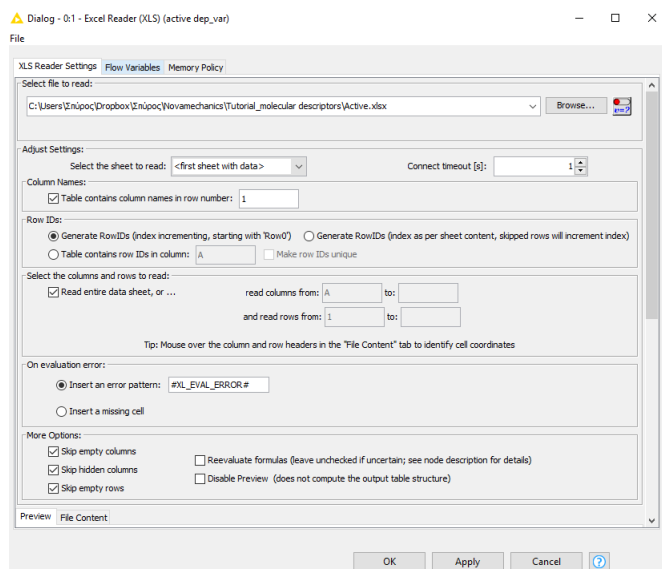 Dialog - 0:1 - Excel Reader (XLS) (active dep_var)
File
XLS Reader Settings Flow Variables Memory Policy
Select file to read:
C:\Users\Σπύρος\Dropbox\Σπύρος\Novamechanics\Tutorial_molecular descriptors\Active.xlsx Browse... v=?
Adjust Settings:
Select the sheet to read: <first sheet with data> Connect timeout [s]: 1
Column Names:
Table contains column names in row number: 1
Row IDs:
Generate RowIDs (index incrementing, starting with 'Row0') Generate RowIDs (index as per sheet content, skipped rows will increment index)
Table contains row IDs in column: A Make row IDs unique
Select the columns and rows to read:
Read entire data sheet, or ... read columns from: A to:
and read rows from: 1 to:
Tip: Mouse over the column and row headers in the "File Content" tab to identify cell coordinates
On evaluation error:
Insert an error pattern: #XL_EVAL_ERROR#
Insert a missing cell
More Options:
Skip empty columns
Reevaluate formulas (leave unchecked if uncertain; see node description for details)
Skip hidden columns
Disable Preview (does not compute the output table structure)
Skip empty rows
Preview File Content
OK Apply Cancel ?